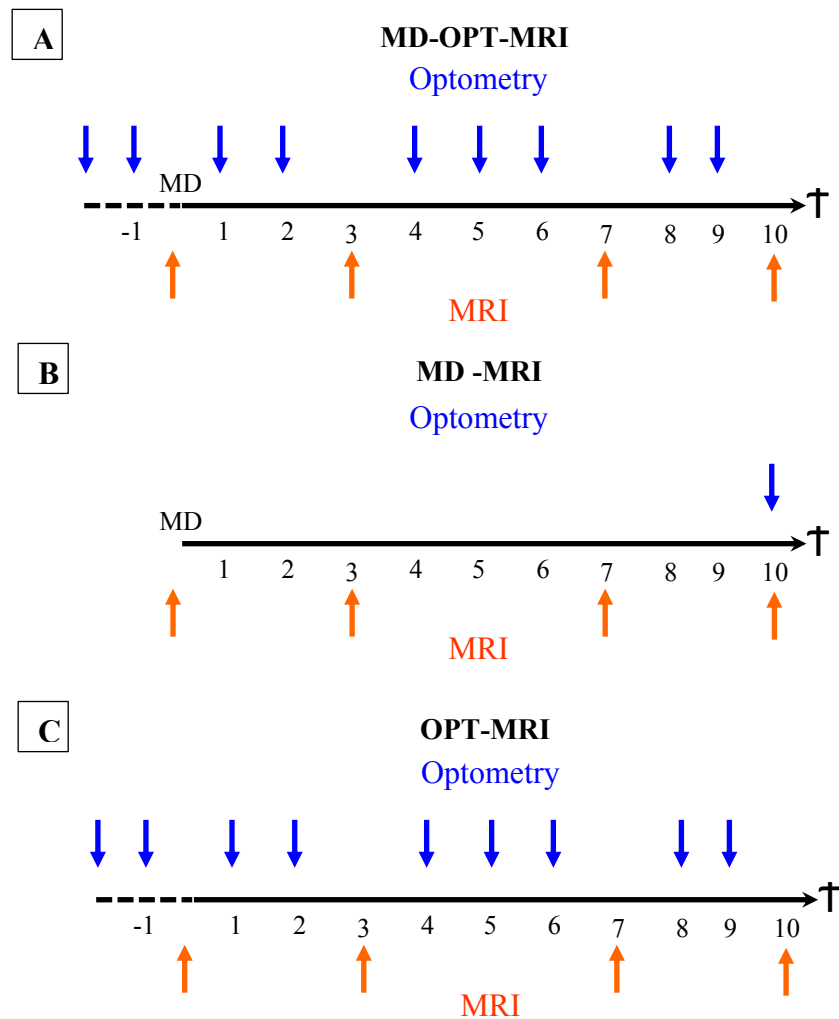 A
MD-OPT-MRI
Optometry
MD
-1 1 2 3 4 5 6 7 8 9 10
MRI
B
MD -MRI
Optometry
MD
1 2 3 4 5 6 7 8 9 10
MRI
C
OPT-MRI
Optometry
-1 1 2 3 4 5 6 7 8 9 10
MRI